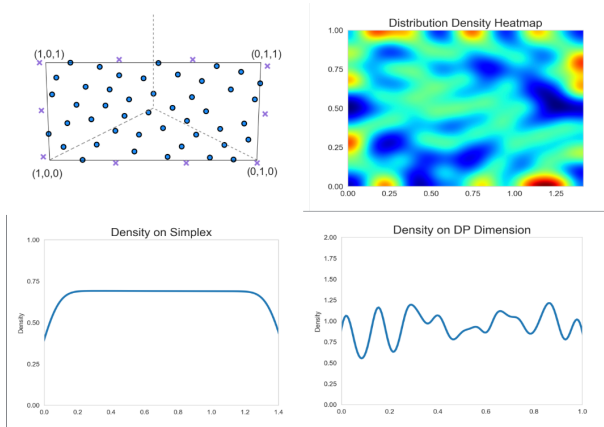 (1,0,1)
(0,1,1)
(1,0,0)
(0,1,0)
Distribution Density Heatmap
1.00
0.75
0.50
0.25
0.00
0.00 0.25 0.50 0.75 1.00 1.25
Density on Simplex
Density
1.00
0.75
0.50
0.25
0.00
0.0 0.2 0.4 0.6 0.8 1.0 1.2 1.4
Density on DP Dimension
Density
2.00
1.75
1.50
1.25
1.00
0.75
0.50
0.25
0.00
0.0 0.2 0.4 0.6 0.8 1.0